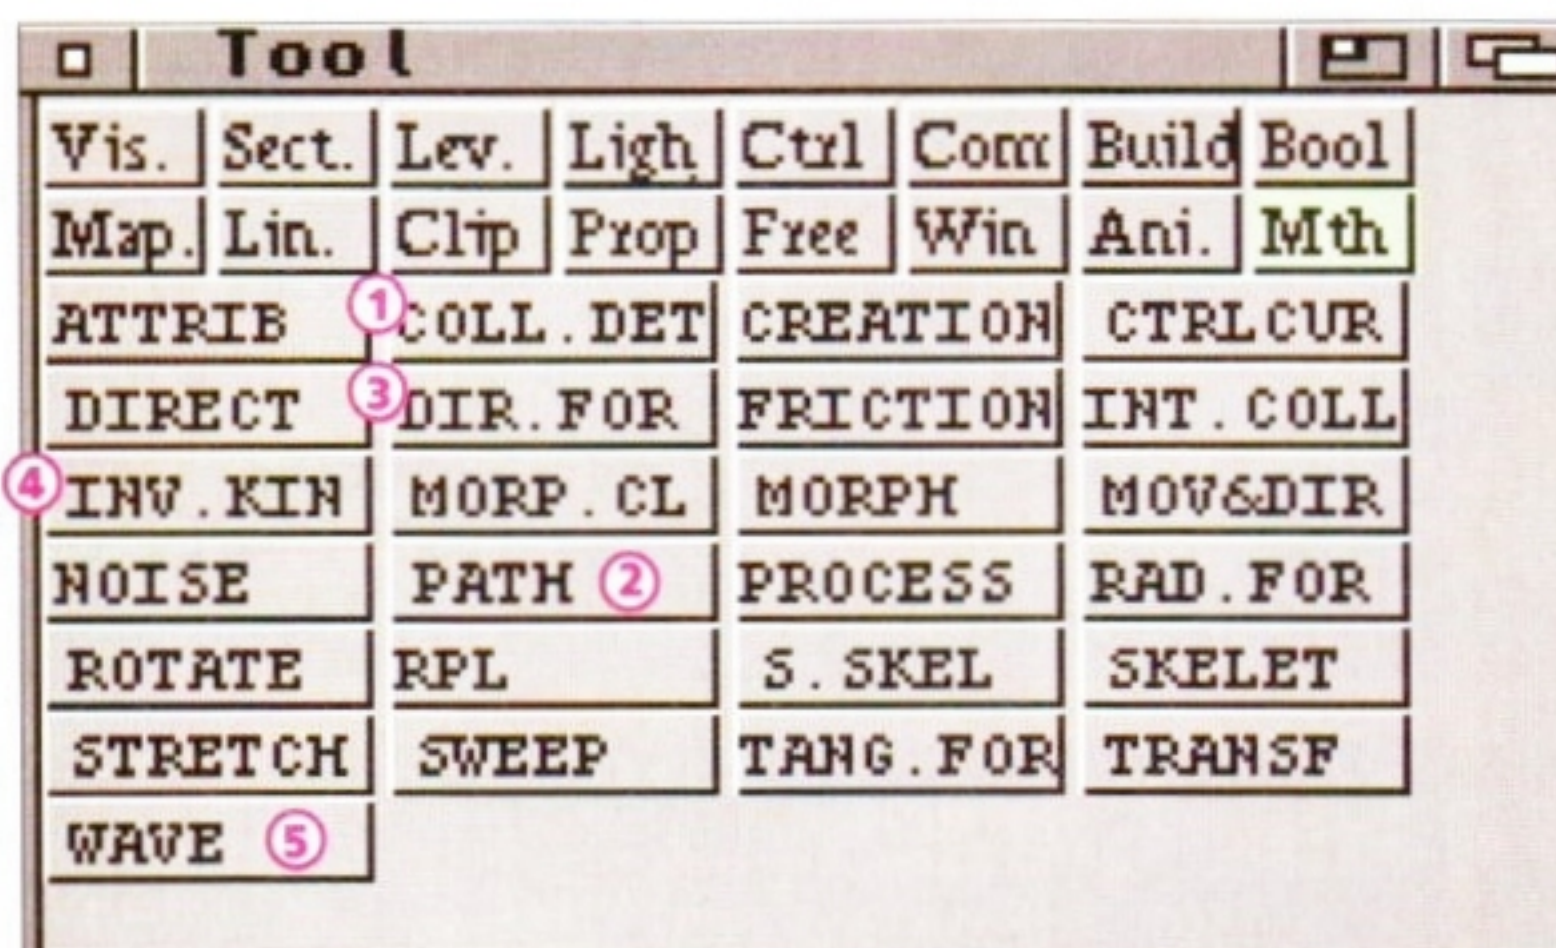 Tool
Vis. Sect. Lev. Ligh Ctrl Com Build Bool
Map. Lin. Clip Prop Free Win Ani. Mth
ATTRIB ① COLL.DET CREATION CTRLCUR
DIRECT ③ DIR.FOR FRICTION INT.COLL
④ INV.KIN MORP.CL MORPH MOV&DIR
NOISE PATH ② PROCESS RAD.FOR
ROTATE RPL S.SKEL SKELET
STRETCH SWEEP TANG.FOR TRANSF
WAVE ⑤